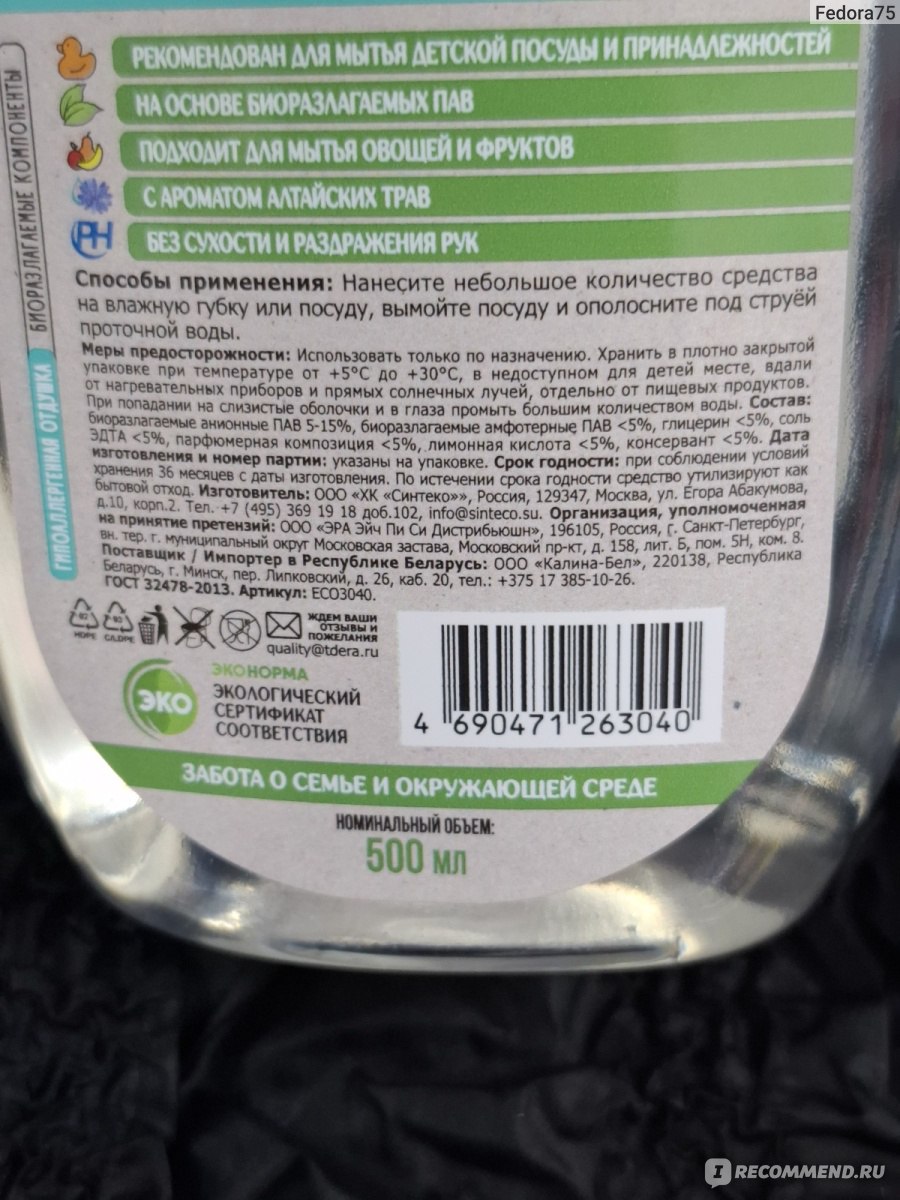 Fedora75
БИОРАЗЛАГАЕМЫЕ КОМПОНЕНТЫ
ГИПОАЛЛЕРГЕННАЯ ОТДУШКА
РЕКОМЕНДОВАН ДЛЯ МЫТЬЯ ДЕТСКОЙ ПОСУДЫ И ПРИНАДЛЕЖНОСТЕЙ
НА ОСНОВЕ БИОРАЗЛАГАЕМЫХ ПАВ
ПОДХОДИТ ДЛЯ МЫТЬЯ ОВОЩЕЙ И ФРУКТОВ
С АРОМАТОМ АЛТАЙСКИХ ТРАВ
PH
БЕЗ СУХОСТИ И РАЗДРАЖЕНИЯ РУК
Способы применения: Нанесите небольшое количество средства
на влажную губку или посуду, вымойте посуду и ополосните под струёй
проточной воды.
Меры предосторожности: Использовать только по назначению. Хранить в плотно закрытой
упаковке при температуре от +5°С до +30°С, в недоступном для детей месте, вдали
от нагревательных приборов и прямых солнечных лучей, отдельно от пищевых продуктов.
При попадании на слизистые оболочки и в глаза промыть большим количеством воды. Состав:
биоразлагаемые анионные ПАВ 5-15%, биоразлагаемые амфотерные ПАВ <5%, глицерин <5%, соль
ЭДТА <5%, парфюмерная композиция <5%, лимонная кислота <5%, консервант <5%. Дата
изготовления и номер партии: указаны на упаковке. Срок годности: при соблюдении условий
хранения 36 месяцев с даты изготовления. По истечении срока годности средство утилизируют как
бытовой отход. Изготовитель: ООО «ХК «Синтеко»», Россия, 129347, Москва, ул. Егора Абакумова,
д.10, корп.2. Тел. +7 (495) 369 19 18 доб.102, info@sinteco.su. Организация, уполномоченная
на принятие претензий: ООО «ЭРА Эйч Пи Си Дистрибьюшн», 196105, Россия, г. Санкт-Петербург,
вн. тер. г. муниципальный округ Московская застава, Московский пр-кт, д. 158, лит. Б, пом. 5Н, ком. 8.
Поставщик / Импортер в Республике Беларусь: ООО «Калина-Бел», 220138, Республика
Беларусь, г. Минск, пер. Липковский, д. 26, каб. 20, тел.: +375 17 385-10-26.
ГОСТ 32478-2013. Артикул: ECO3040.
HDPE
C/LDPE
ЖДЕМ ВАШИ
ОТЗЫВЫ И
ПОЖЕЛАНИЯ
quality@tdera.ru
ЭКО
ЭКОНОРМА
ЭКОЛОГИЧЕСКИЙ
СЕРТИФИКАТ
СООТВЕТСТВИЯ
4 690471 263040
ЗАБОТА О СЕМЬЕ И ОКРУЖАЮЩЕЙ СРЕДЕ
НОМИНАЛЬНЫЙ ОБЪЕМ:
500 МЛ
IRECOMMEND.RU